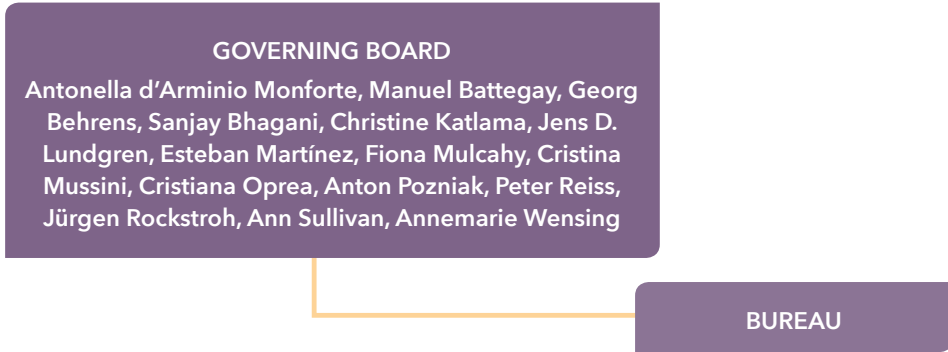 GOVERNING BOARD
Antonella d’Arminio Monforte, Manuel Battegay, Georg
Behrens, Sanjay Bhagani, Christine Katlama, Jens D.
Lundgren, Esteban Martínez, Fiona Mulcahy, Cristina
Mussini, Cristiana Oprea, Anton Pozniak, Peter Reiss,
Jürgen Rockstroh, Ann Sullivan, Annemarie Wensing
BUREAU